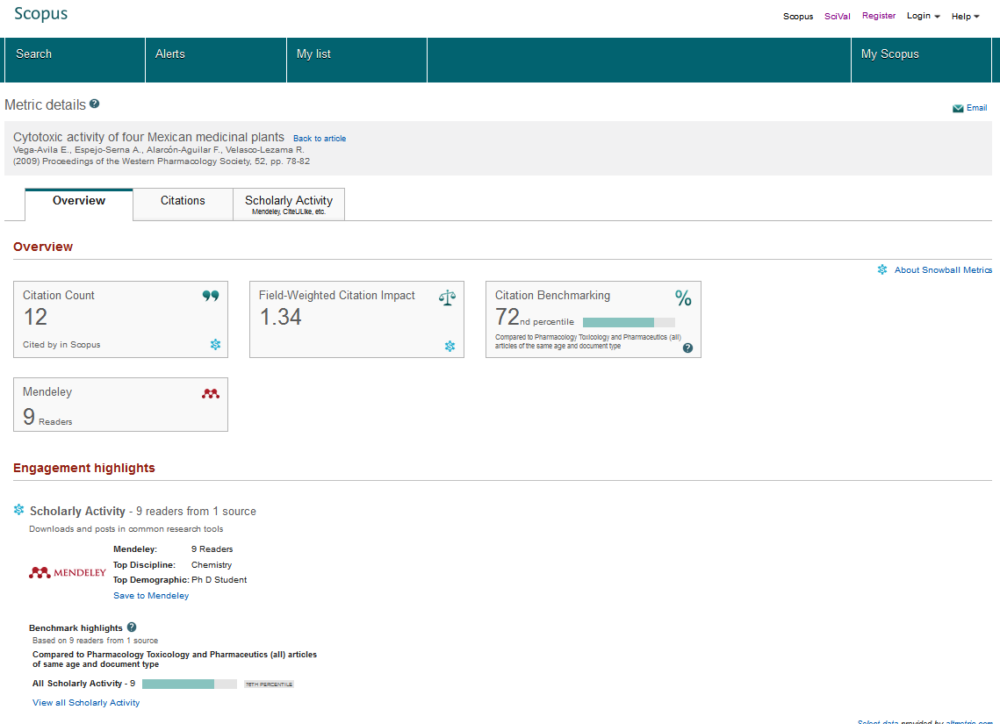 Scopus
Scopus SciVal Register Login Help
Search Alerts My list My Scopus
Metric details ?
Email
Cytotoxic activity of four Mexican medicinal plants Back to article
Vega-Avila E., Espejo-Serna A., Alarcón-Aguilar F., Velasco-Lezama R.
(2009) Proceedings of the Western Pharmacology Society, 52, pp. 78-82
Overview Citations Scholarly Activity
Mendeley, CiteULike, etc.
Overview
About Snowball Metrics
Citation Count
12
Cited by in Scopus
Field-Weighted Citation Impact
1.34
Citation Benchmarking %
72nd percentile
Compared to Pharmacology Toxicology and Pharmaceutics (all)
articles of the same age and document type ?
Mendeley
9 Readers
Engagement highlights
Scholarly Activity - 9 readers from 1 source
Downloads and posts in common research tools
MENDELEY
Mendeley: 9 Readers
Top Discipline: Chemistry
Top Demographic: Ph D Student
Save to Mendeley
Benchmark highlights ?
Based on 9 readers from 1 source
Compared to Pharmacology Toxicology and Pharmaceutics (all) articles
of same age and document type
All Scholarly Activity - 9 76TH PERCENTILE
View all Scholarly Activity
Select data provided by altmetric.com